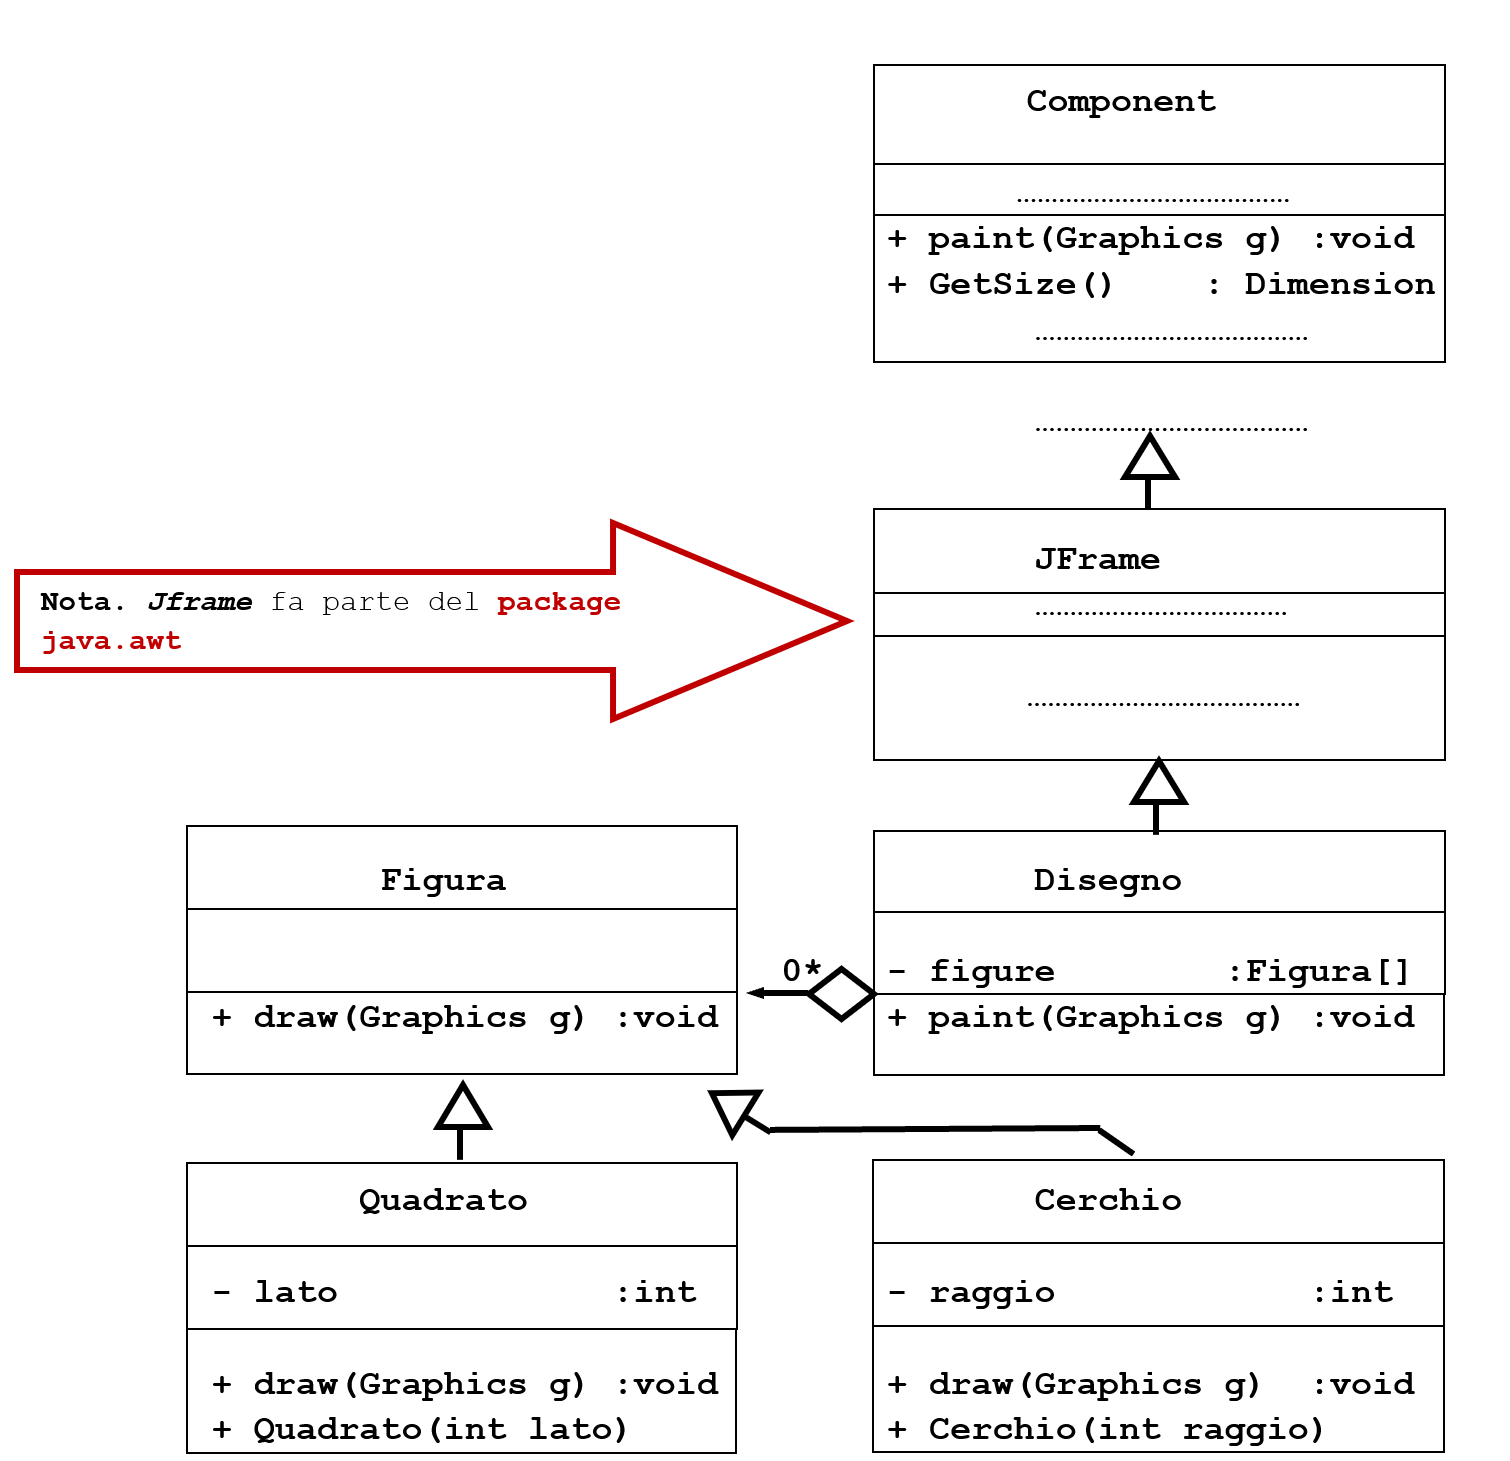 Component
……………………………………
+ paint(Graphics g) :void
+ GetSize() : Dimension
……………………………………
……………………………………
JFrame
…………………………………
……………………………………
Nota. Jframe fa parte del package
java.awt
Figura
+ draw(Graphics g) :void
0*
Disegno
- figure :Figura[]
+ paint(Graphics g) :void
Quadrato
- lato :int
+ draw(Graphics g) :void
+ Quadrato(int lato)
Cerchio
- raggio :int
+ draw(Graphics g) :void
+ Cerchio(int raggio)